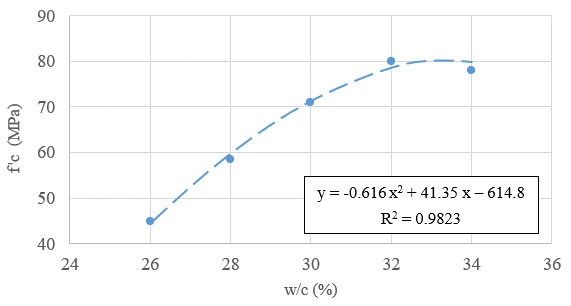 90
80
70
60
50
40
f'c (MPa)
y = -0.616 x² + 41.35 x – 614.8
R² = 0.9823
24 26 28 30 32 34 36
w/c (%)